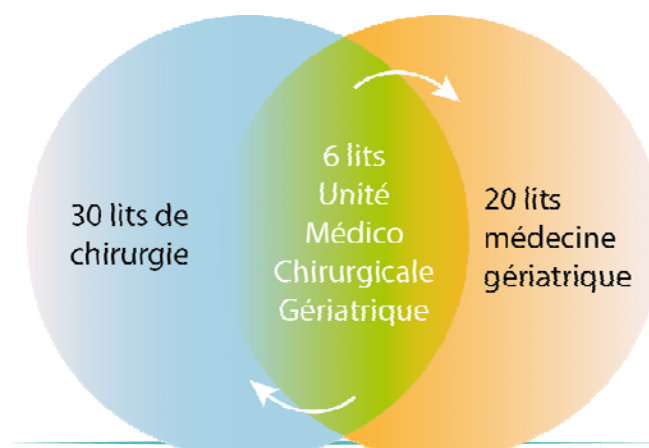 30 lits de
chirurgie
6 lits
Unité
Médico
Chirurgicale
Gériatrique
20 lits
médecine
gériatrique